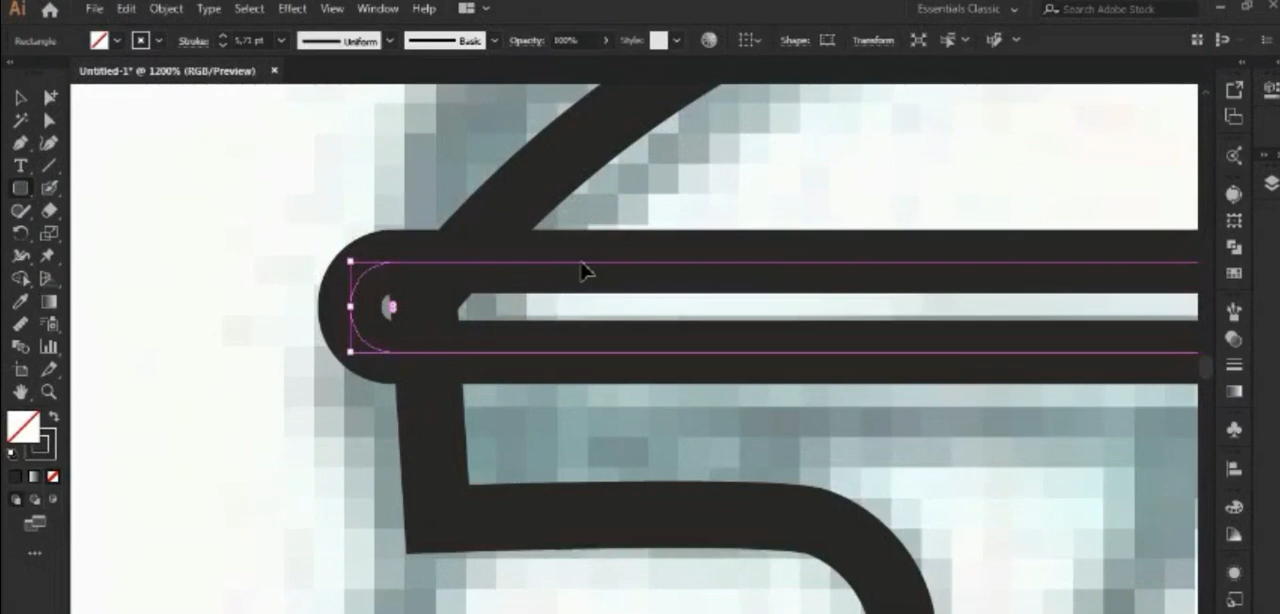 Ai File Edit Object Type Select Effect View Window Help Essentials Classic Search Adobe Stock
Rectangle Stroke: 5,71 pt Uniform Basic Opacity: 100% Style: Shape: Transform
Untitled-1* @ 1200% (RGB/Preview) ×